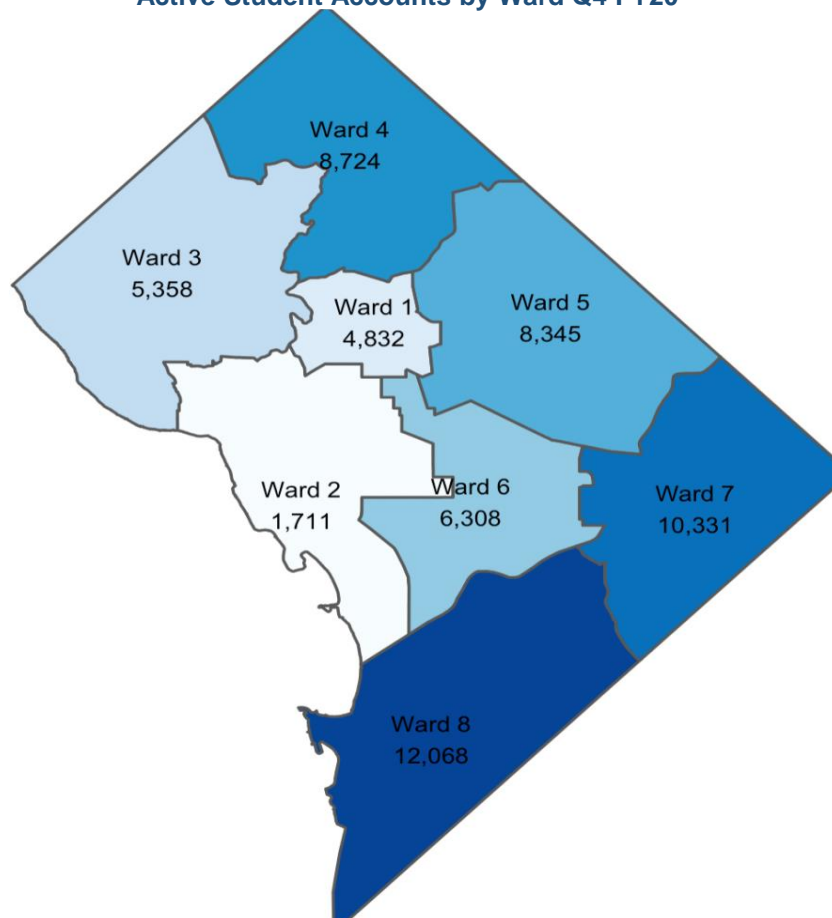 Active Student Accounts by Ward Q4 FY20
Ward 4
8,724
Ward 3
5,358
Ward 1
4,832
Ward 5
8,345
Ward 2
1,711
Ward 6
6,308
Ward 7
10,331
Ward 8
12,068